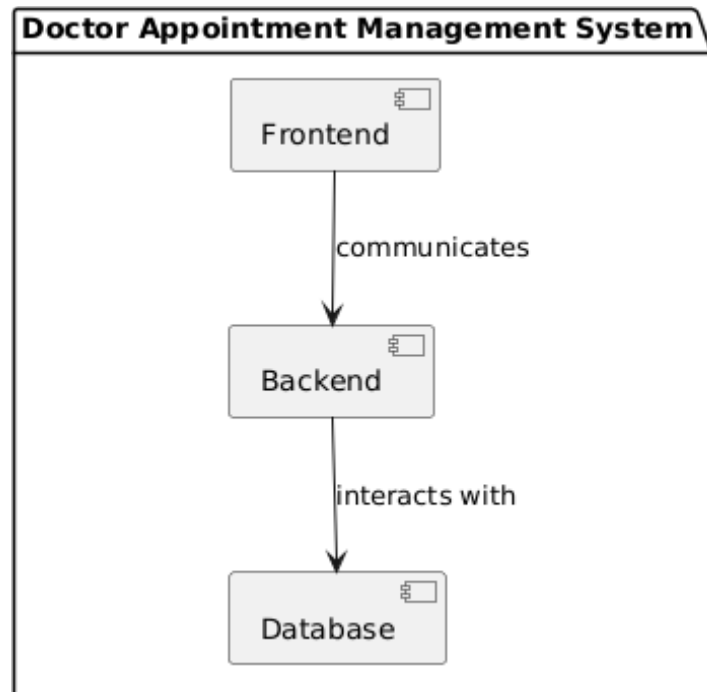 Doctor Appointment Management System
Frontend
communicates
Backend
interacts with
Database